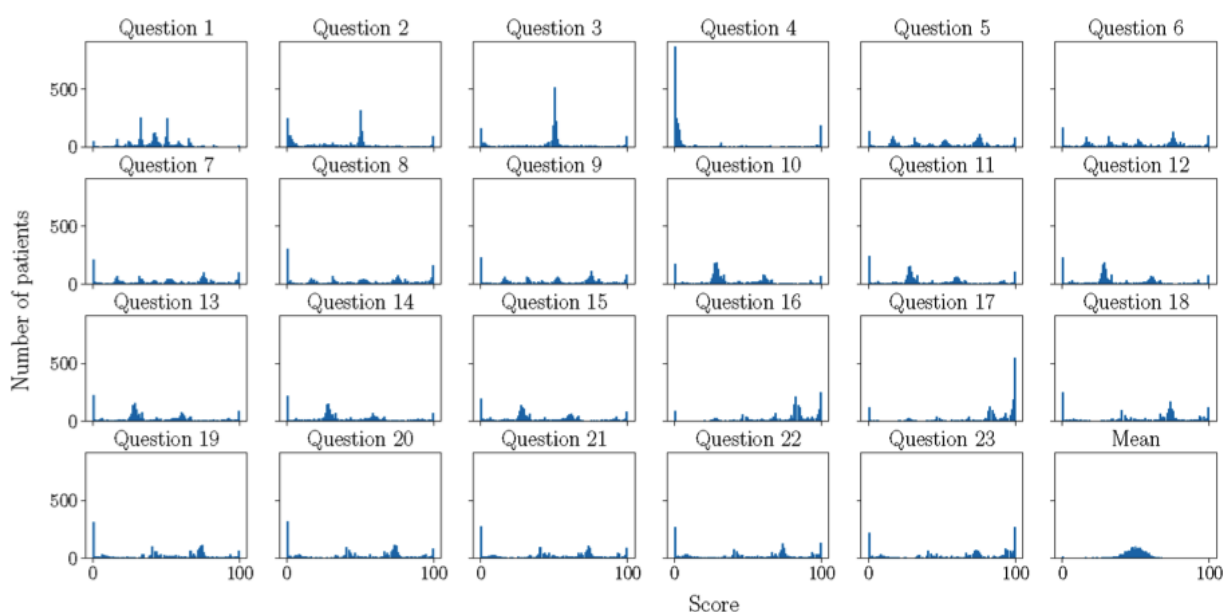 Question 1 Question 2 Question 3 Question 4 Question 5 Question 6
500
0
Question 7 Question 8 Question 9 Question 10 Question 11 Question 12
500
0
Question 13 Question 14 Question 15 Question 16 Question 17 Question 18
500
0
Question 19 Question 20 Question 21 Question 22 Question 23 Mean
500
0
0 100 0 100 0 100 0 100 0 100 0 100
Number of patients
Score